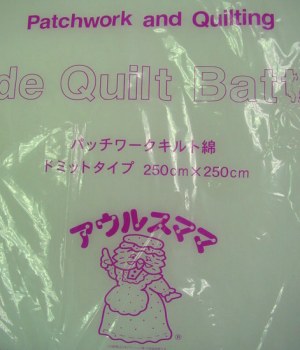 Patchwork and Quilting
de Quilt Batt
パッチワークキルト綿
ドミットタイプ 250cm×250cm
アウルスママ
®